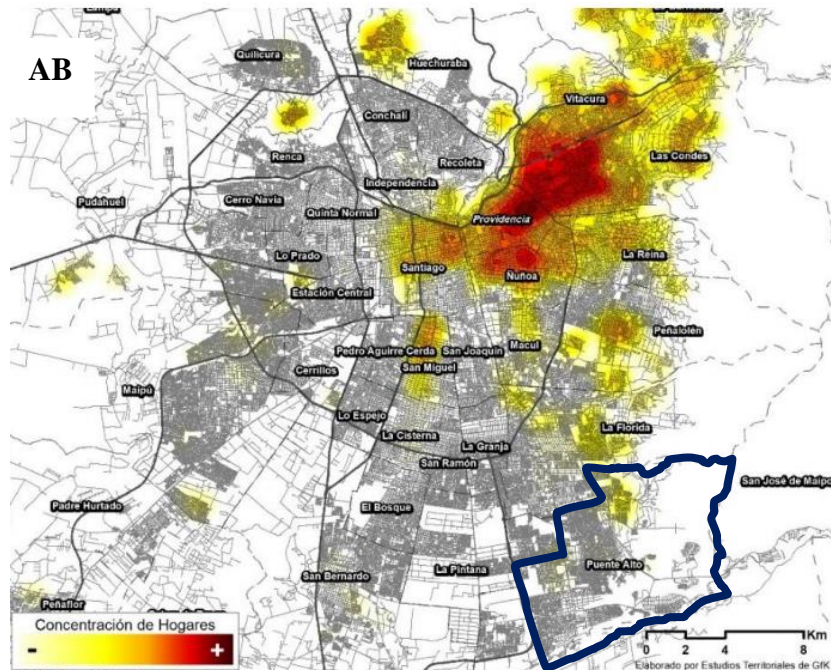 AB
Lampa
Quilicura
Huechuraba
Conchalí
Vitacura
Las Condes
Renca
Recoleta
Independencia
Pudahuel
Cerro Navia
Quinta Normal
Providencia
Lo Prado
Santiago
La Reina
Ñuñoa
Estación Central
Peñalolén
Pedro Aguirre Cerda
San Joaquín
Macul
Cerrillos
San Miguel
Maipú
Lo Espejo
La Florida
La Cisterna
La Granja
San Ramón
San José de Maipo
Padre Hurtado
El Bosque
Puente Alto
La Pintana
San Bernardo
Peñaflor
Concentración de Hogares
- +
Km
0 2 4 8
Elaborado por Estudios Territoriales de GfK